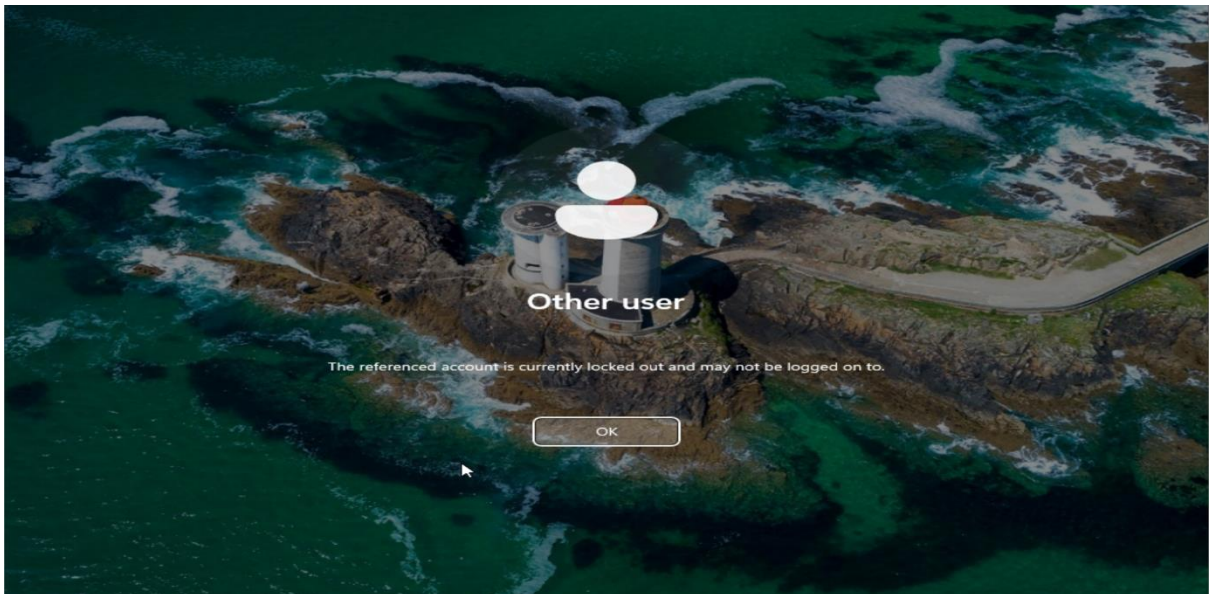 Other user
The referenced account is currently locked out and may not be logged on to.
OK